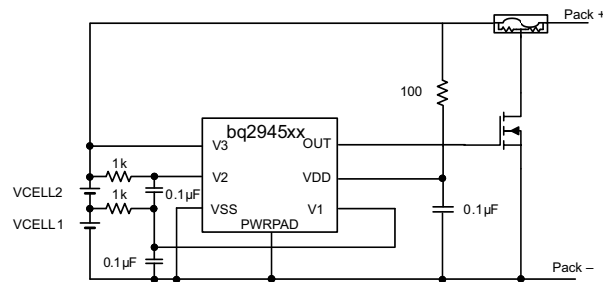 Pack +
100
bq2945xx
V3
OUT
1k
V2
VCELL2
0.1µF
VDD
1k
VSS
V1
0.1µF
VCELL1
PWRPAD
0.1µF
Pack –